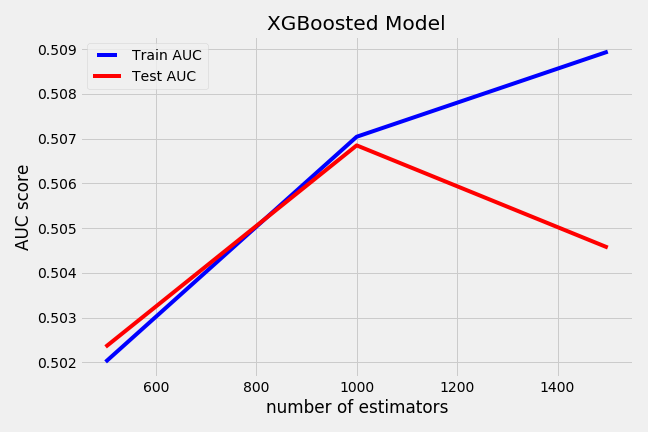 XGBoosted Model
Train AUC
Test AUC
AUC score
0.509
0.508
0.507
0.506
0.505
0.504
0.503
0.502
600 800 1000 1200 1400
number of estimators